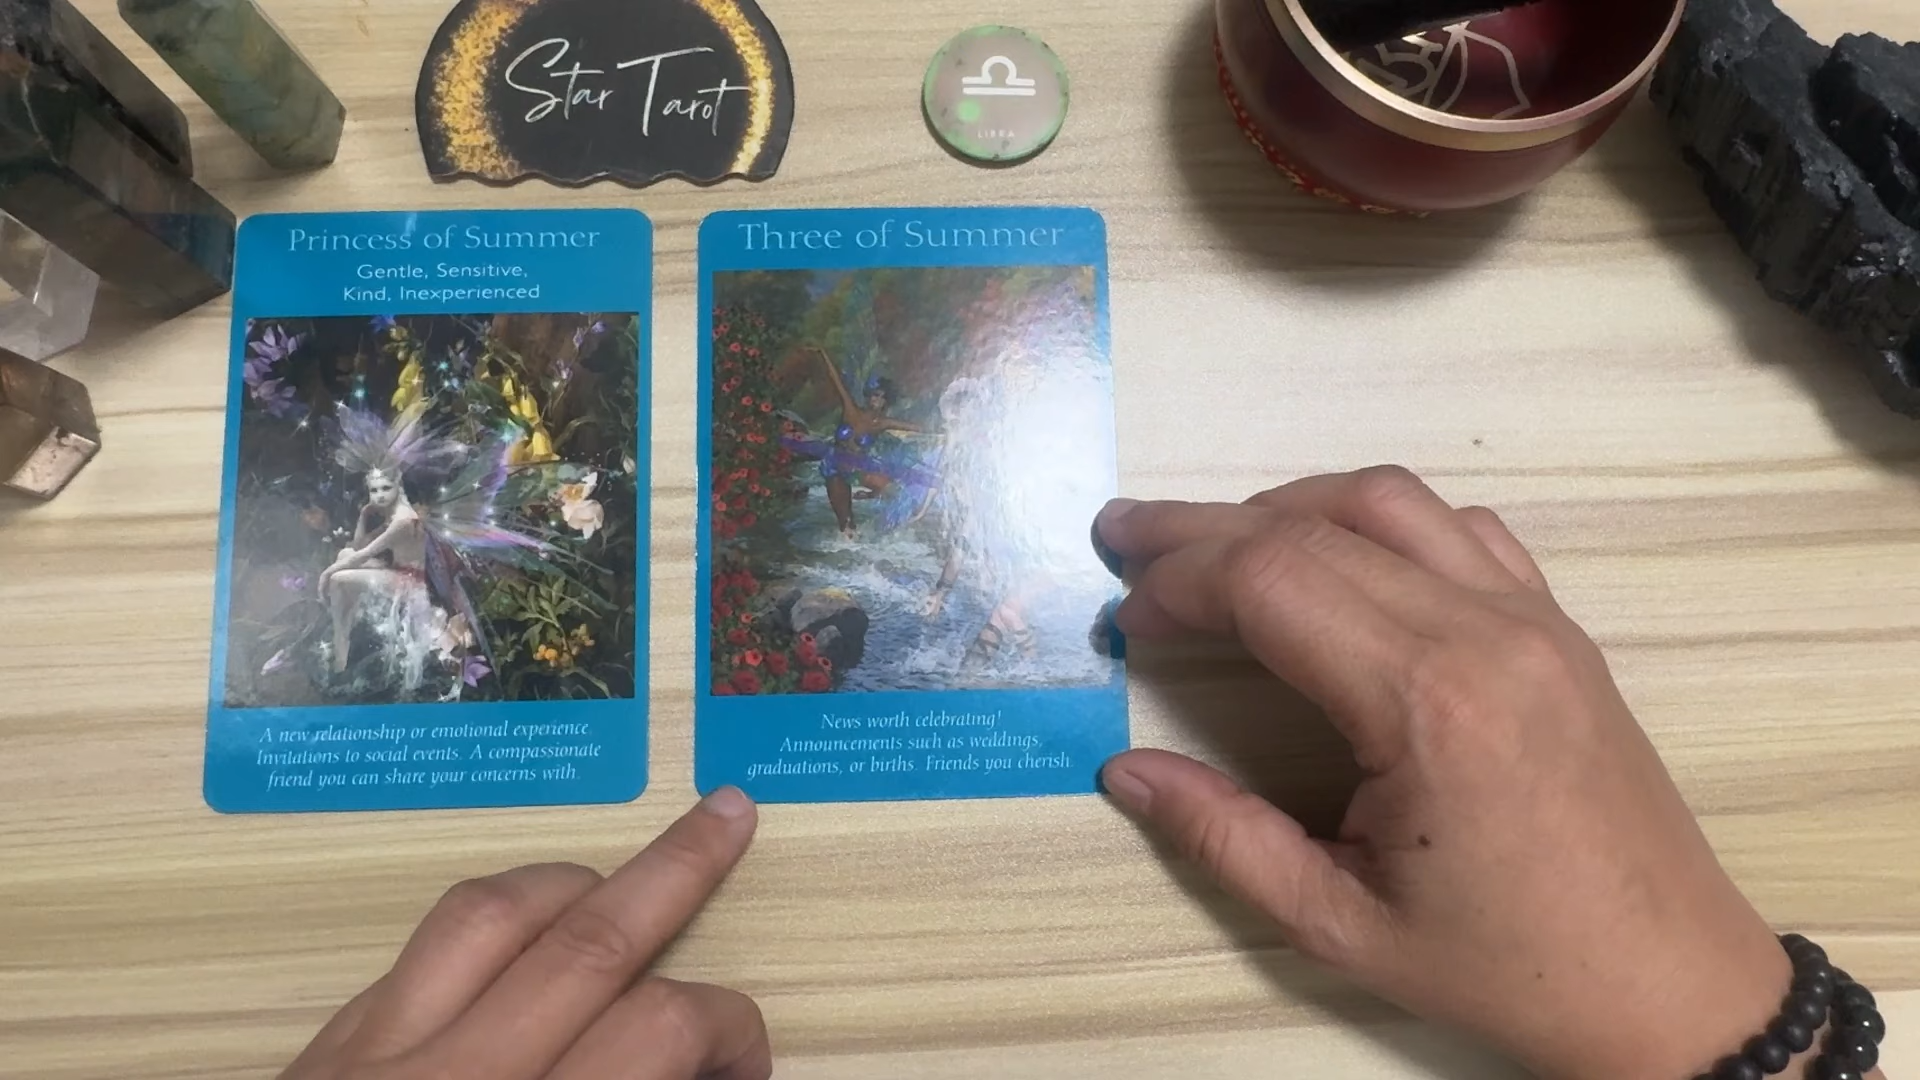 Star Tarot
LIBRA
Princess of Summer
Gentle, Sensitive,
Kind, Inexperienced
A new relationship or emotional experience.
Invitations to social events. A compassionate
friend you can share your concerns with.
Three of Summer
News worth celebrating!
Announcements such as weddings,
graduations, or births. Friends you cherish.